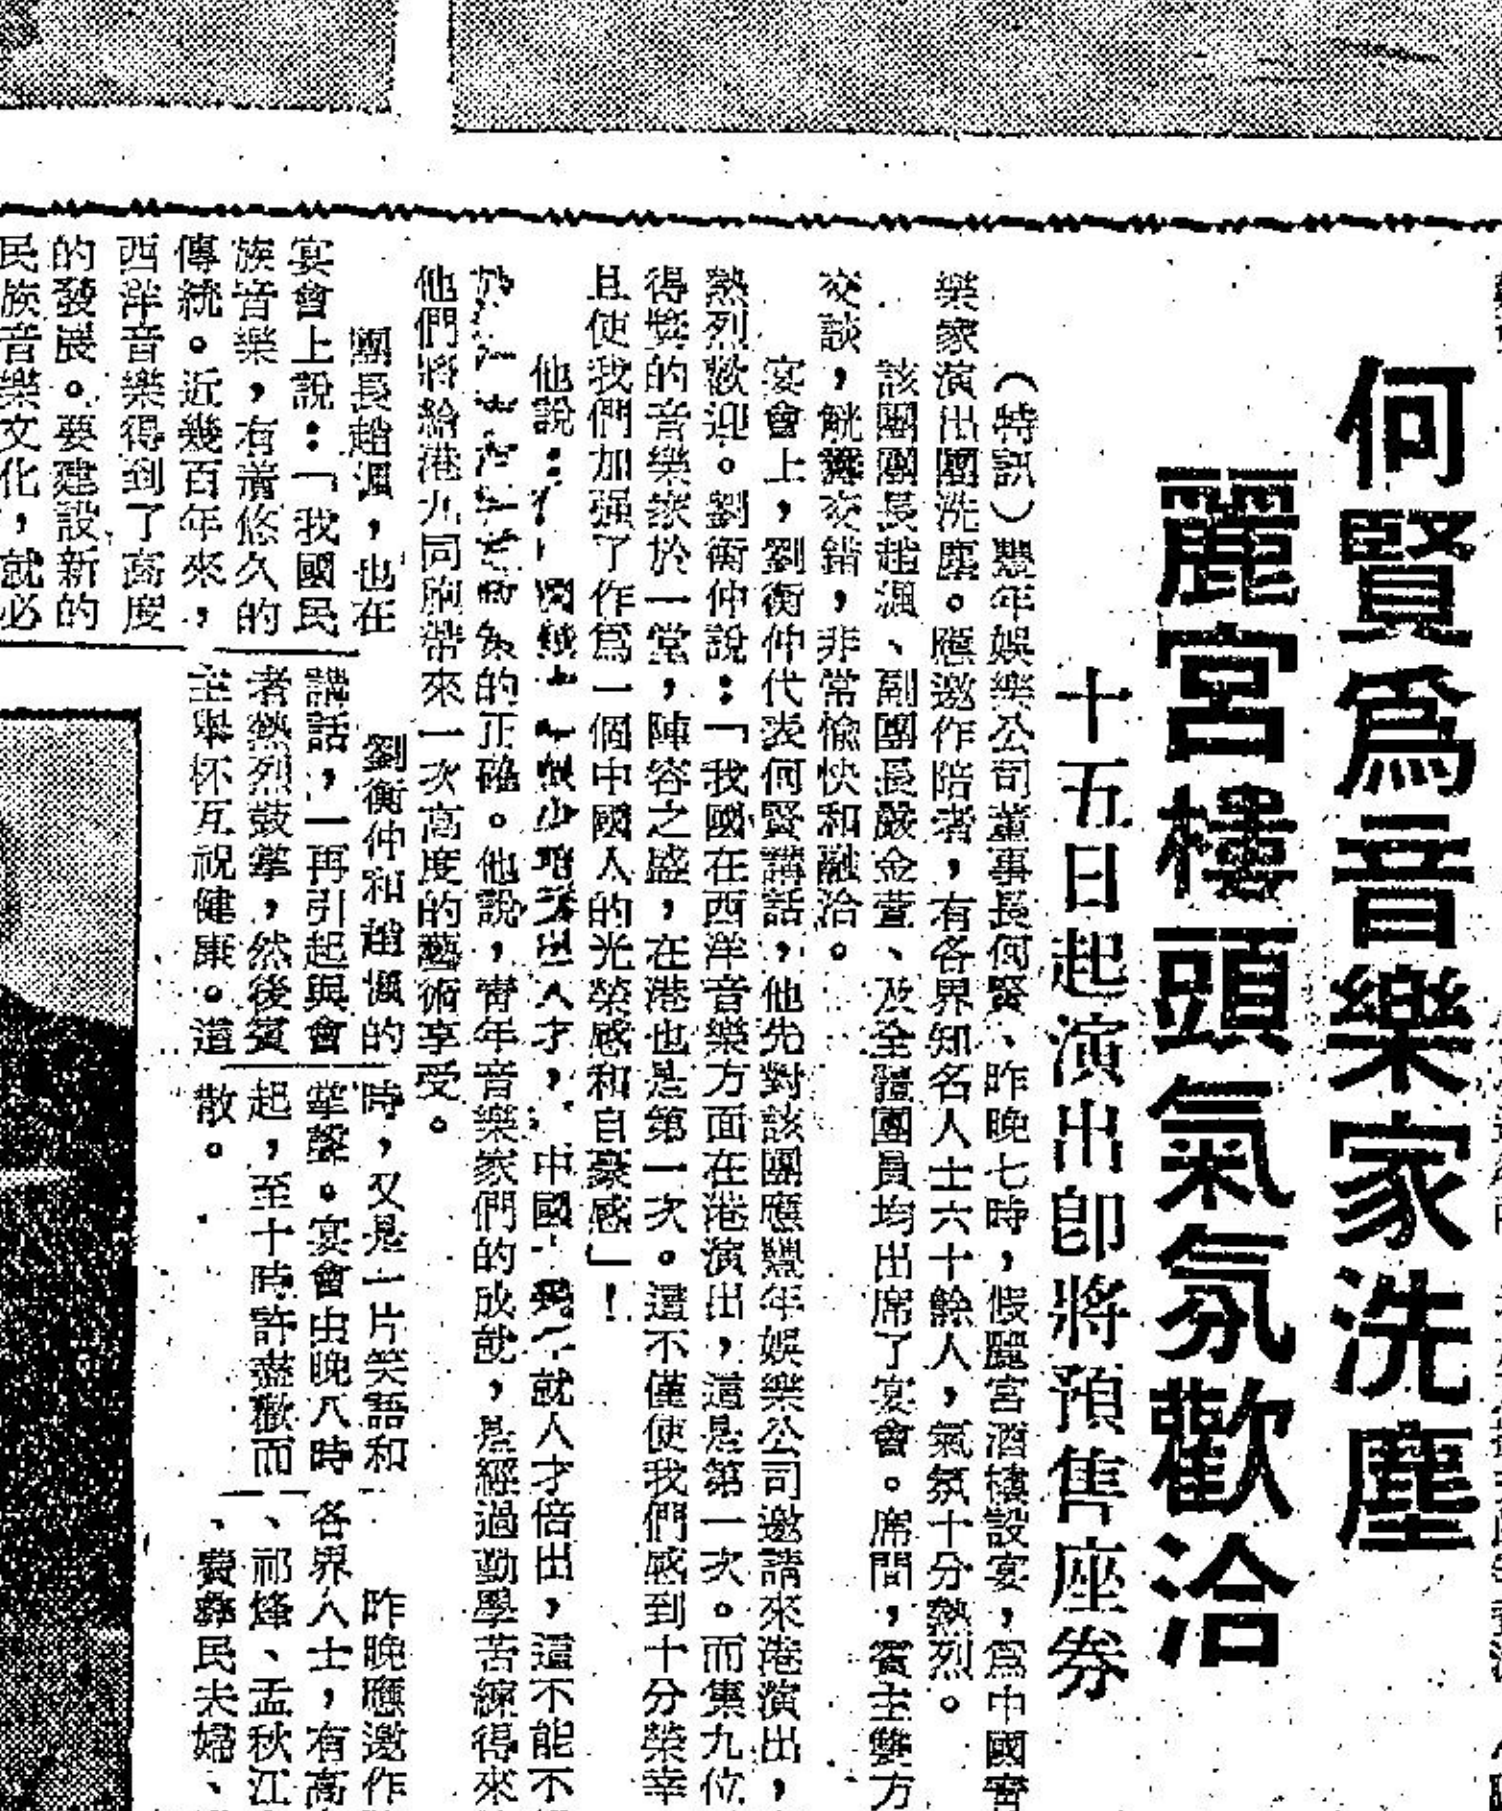 何賢爲音樂家洗塵
麗宮樓頭氣氛歡洽
十五日起演出卽將預售座券
（特訊）豐年娛樂公司董事長何賢、昨晚七時，假麗宮酒樓設宴，爲中國青
樂家演出團洗塵。應邀作陪者，有各界知名人士六十餘人，氣氛十分熱烈。
該團團長趙渢、副團長嚴金萱、及全體團員均出席了宴會。席間，賓主雙方
交談，觥籌交錯，非常愉快和融洽。
宴會上，劉衡仲代表何賢講話，他先對該團應豐年娛樂公司邀請來港演出，
熱烈歡迎。劉衡仲說：「我國在西洋音樂方面在港演出，這是第一次。而集九位
得獎的音樂家於一堂，陣容之盛，在港也是第一次。這不僅使我們感到十分榮幸
且使我們加强了作爲一個中國人的光榮感和自豪感」！
他說：人才，中國就人才倍出，這不能不
的正確。他說，青年音樂家們的成就，是經過勤學苦練得來
他們將給港九同胞帶來一次高度的藝術享受。
團長趙渢，也在
宴會上說：「我國民
族音樂，有着悠久的
傳統。近幾百年來，
西洋音樂得到了高度
的發展。要建設新的
民族音樂文化，就必
劉衡仲和趙渢的
講話，一再引起與會
者熱烈鼓掌，然後賓
主舉杯互祝健康。這
時，又是一片笑語和
掌聲。宴會由晚八時
起，至十時許盡歡而
散。
昨晚應邀作
各界人士，有高
、祁烽、孟秋江
、費彝民夫婦、